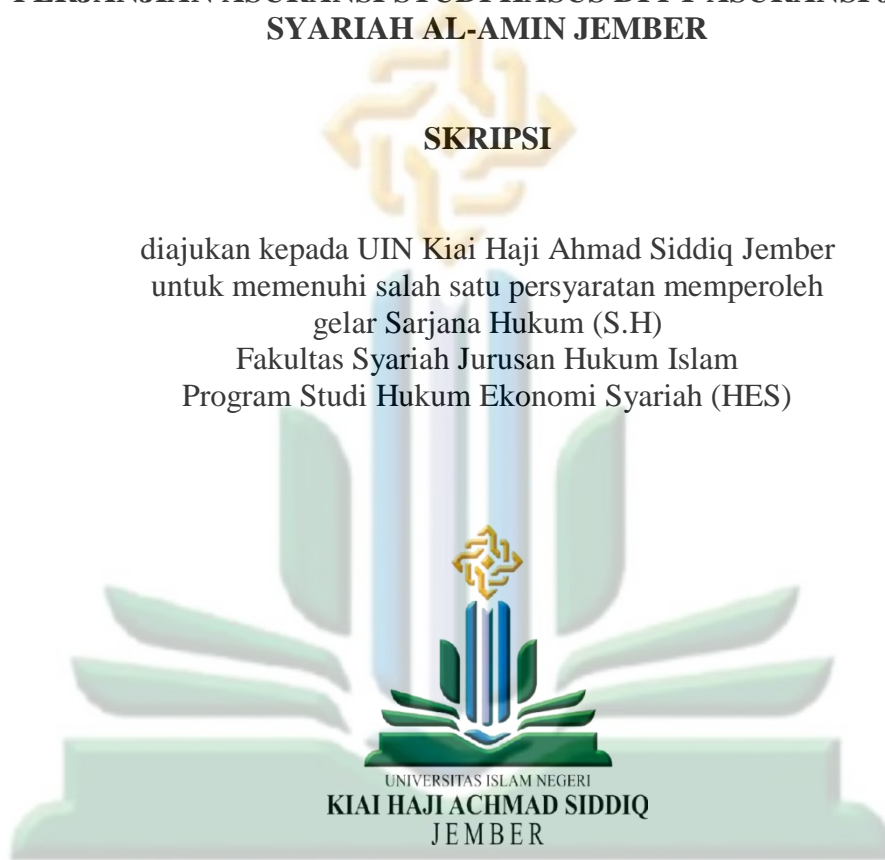 SYARIAH AL-AMIN JEMBER
SKRIPSI
diajukan kepada UIN Kiai Haji Ahmad Siddiq Jember
untuk memenuhi salah satu persyaratan memperoleh
gelar Sarjana Hukum (S.H)
Fakultas Syariah Jurusan Hukum Islam
Program Studi Hukum Ekonomi Syariah (HES)
UNIVERSITAS ISLAM NEGERI
KIAI HAJI ACHMAD SIDDIQ
JEMBER